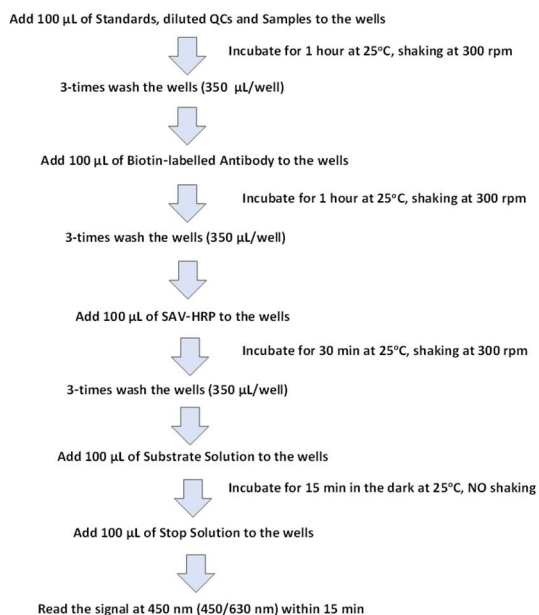 Add 100 µL of Standards, diluted QCs and Samples to the wells
Incubate for 1 hour at 25°C, shaking at 300 rpm
3-times wash the wells (350 µL/well)
Add 100 µL of Biotin-labelled Antibody to the wells
Incubate for 1 hour at 25°C, shaking at 300 rpm
3-times wash the wells (350 µL/well)
Add 100 µL of SAV-HRP to the wells
Incubate for 30 min at 25°C, shaking at 300 rpm
3-times wash the wells (350 µL/well)
Add 100 µL of Substrate Solution to the wells
Incubate for 15 min in the dark at 25°C, NO shaking
Add 100 µL of Stop Solution to the wells
Read the signal at 450 nm (450/630 nm) within 15 min